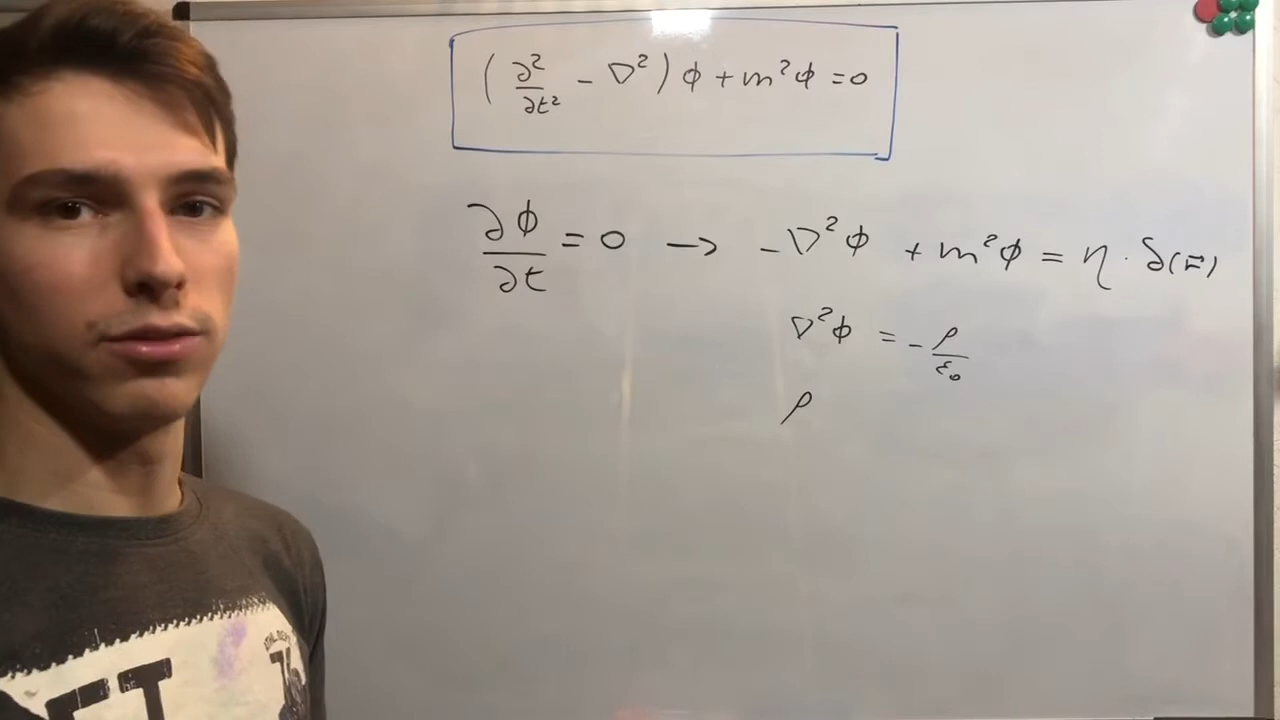 (∂²/∂t² − ∇²) ϕ + m²ϕ = 0
∂ϕ/∂t = 0 → −∇²ϕ + m²ϕ = η · δ(r⃗)
∇²ϕ = −ρ/ε₀
ρ